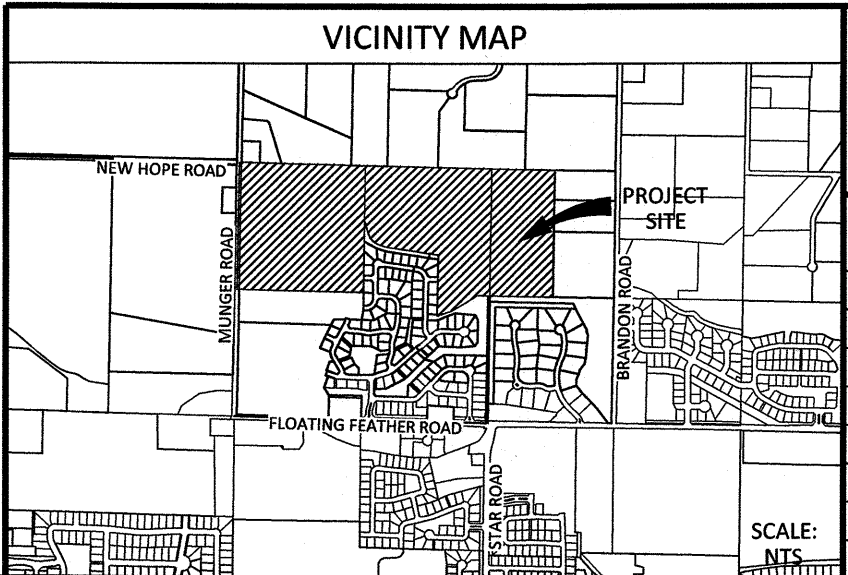 VICINITY MAP
NEW HOPE ROAD
PROJECT
SITE
MUNGER ROAD
BRANDON ROAD
FLOATING FEATHER ROAD
STAR ROAD
SCALE:
NTS